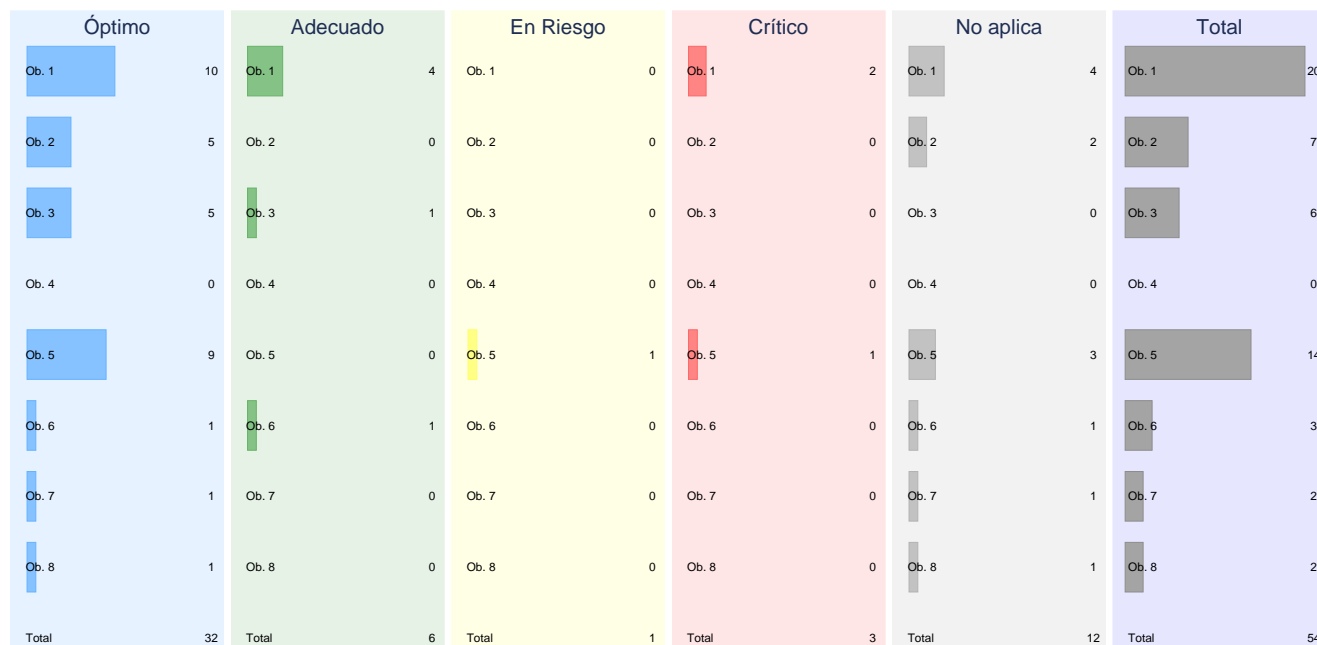 Óptimo Adecuado En Riesgo Crítico No aplica Total
Ob. 1 10 Ob. 1 4 Ob. 1 0 Ob. 1 2 Ob. 1 4 Ob. 1 20
Ob. 2 5 Ob. 2 0 Ob. 2 0 Ob. 2 0 Ob. 2 2 Ob. 2 7
Ob. 3 5 Ob. 3 1 Ob. 3 0 Ob. 3 0 Ob. 3 0 Ob. 3 6
Ob. 4 0 Ob. 4 0 Ob. 4 0 Ob. 4 0 Ob. 4 0 Ob. 4 0
Ob. 5 9 Ob. 5 0 Ob. 5 1 Ob. 5 1 Ob. 5 3 Ob. 5 14
Ob. 6 1 Ob. 6 1 Ob. 6 0 Ob. 6 0 Ob. 6 1 Ob. 6 3
Ob. 7 1 Ob. 7 0 Ob. 7 0 Ob. 7 0 Ob. 7 1 Ob. 7 2
Ob. 8 1 Ob. 8 0 Ob. 8 0 Ob. 8 0 Ob. 8 1 Ob. 8 2
Total 32 Total 6 Total 1 Total 3 Total 12 Total 54